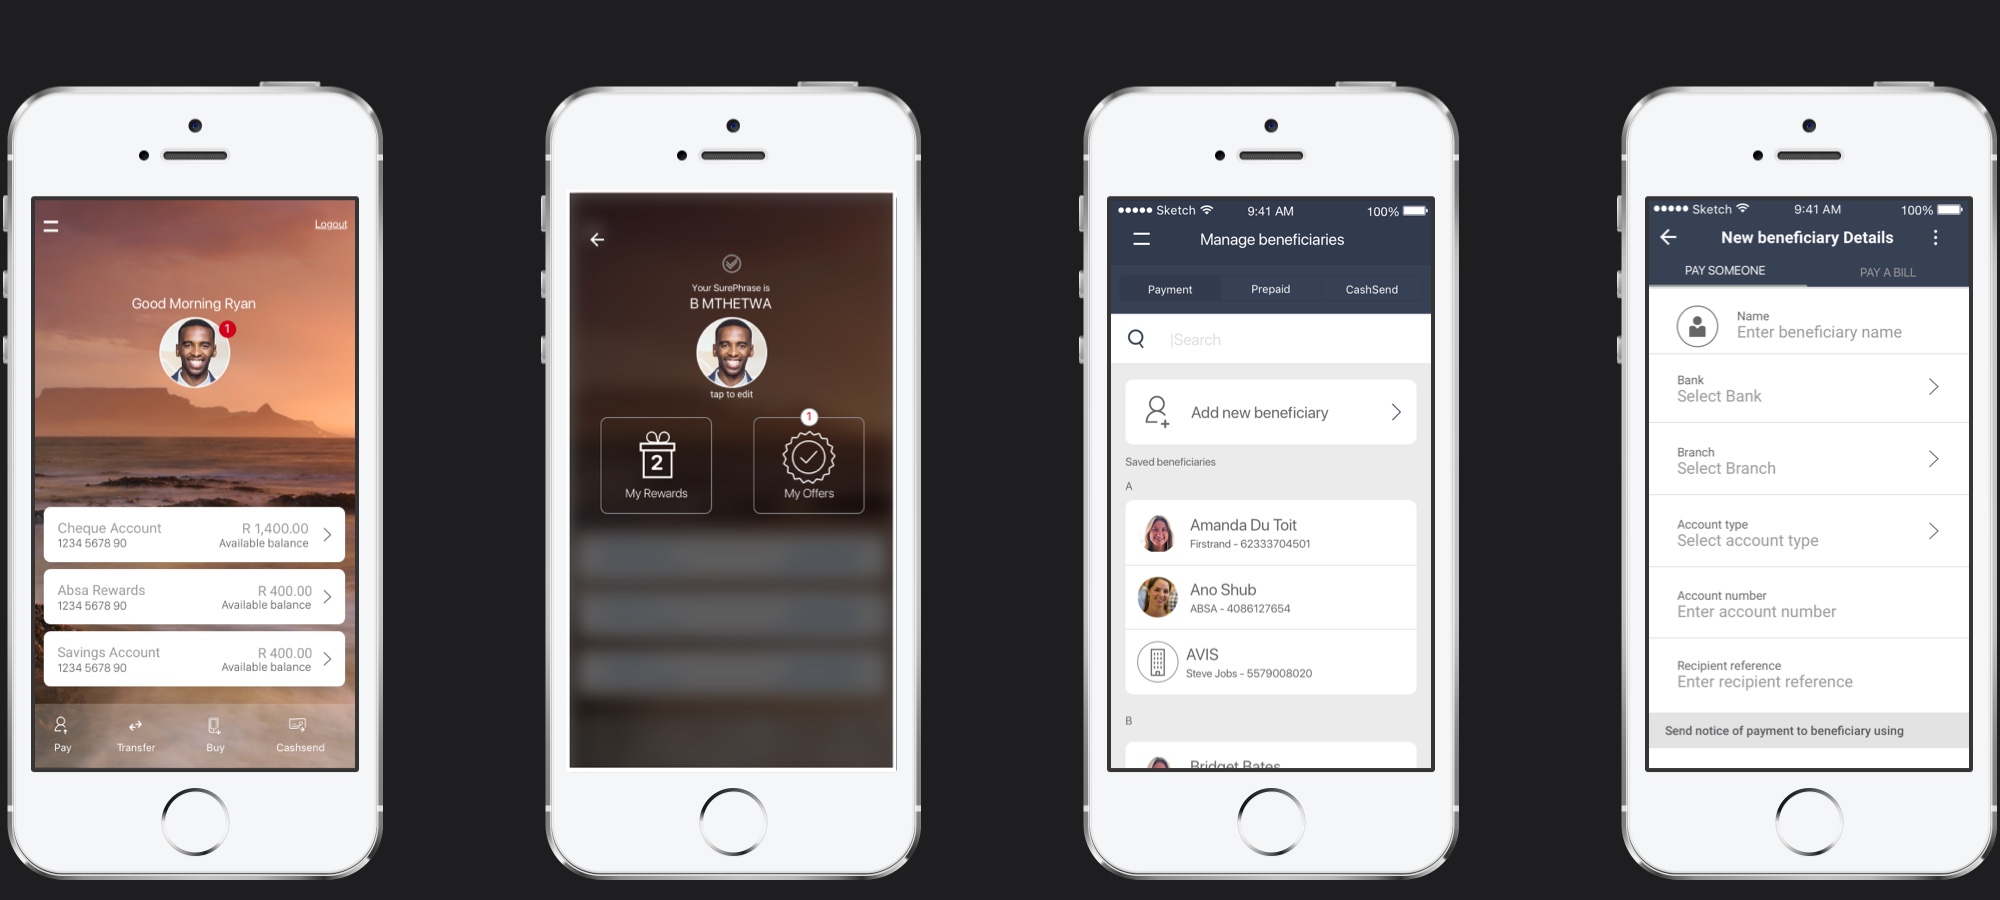 Logout
Good Morning Ryan
1
Cheque Account
R 1,400.00
1234 5678 90
Available balance
Absa Rewards
R 400.00
1234 5678 90
Available balance
Savings Account
R 400.00
1234 5678 90
Available balance
Pay
Transfer
Buy
Cashsend
Your SurePhrase is
B MTHETWA
tap to edit
1
2
My Rewards
My Offers
Sketch 9:41 AM 100%
Manage beneficiaries
Payment Prepaid CashSend
Search
Add new beneficiary
Saved beneficiaries
A
Amanda Du Toit
Firstrand - 62333704501
Ano Shub
ABSA - 4086127654
AVIS
Steve Jobs - 5579008020
B
Bridget Bates
Sketch 9:41 AM 100%
New beneficiary Details
PAY SOMEONE PAY A BILL
Name
Enter beneficiary name
Bank
Select Bank
Branch
Select Branch
Account type
Select account type
Account number
Enter account number
Recipient reference
Enter recipient reference
Send notice of payment to beneficiary using